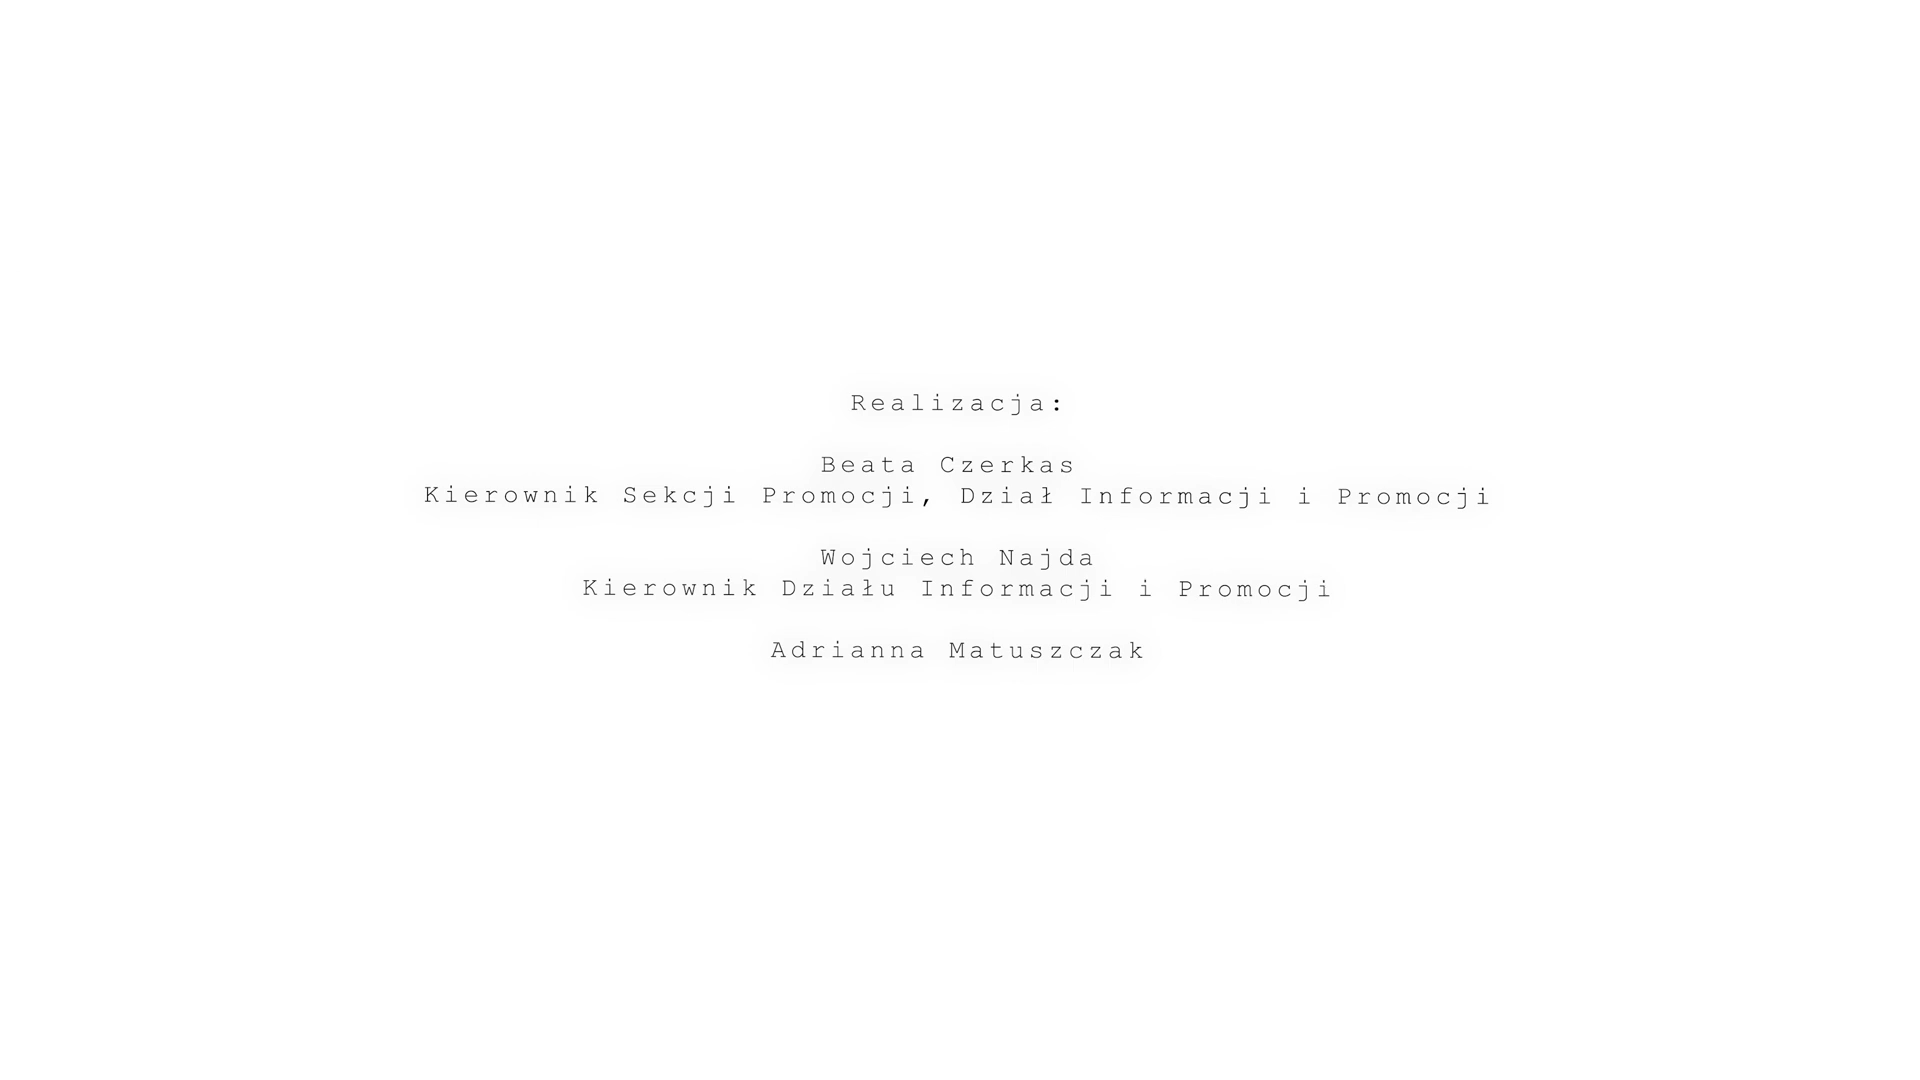 Realizacja:
Beata Czerkas
Kierownik Sekcji Promocji, Dział Informacji i Promocji
Wojciech Najda
Kierownik Działu Informacji i Promocji
Adrianna Matuszczak